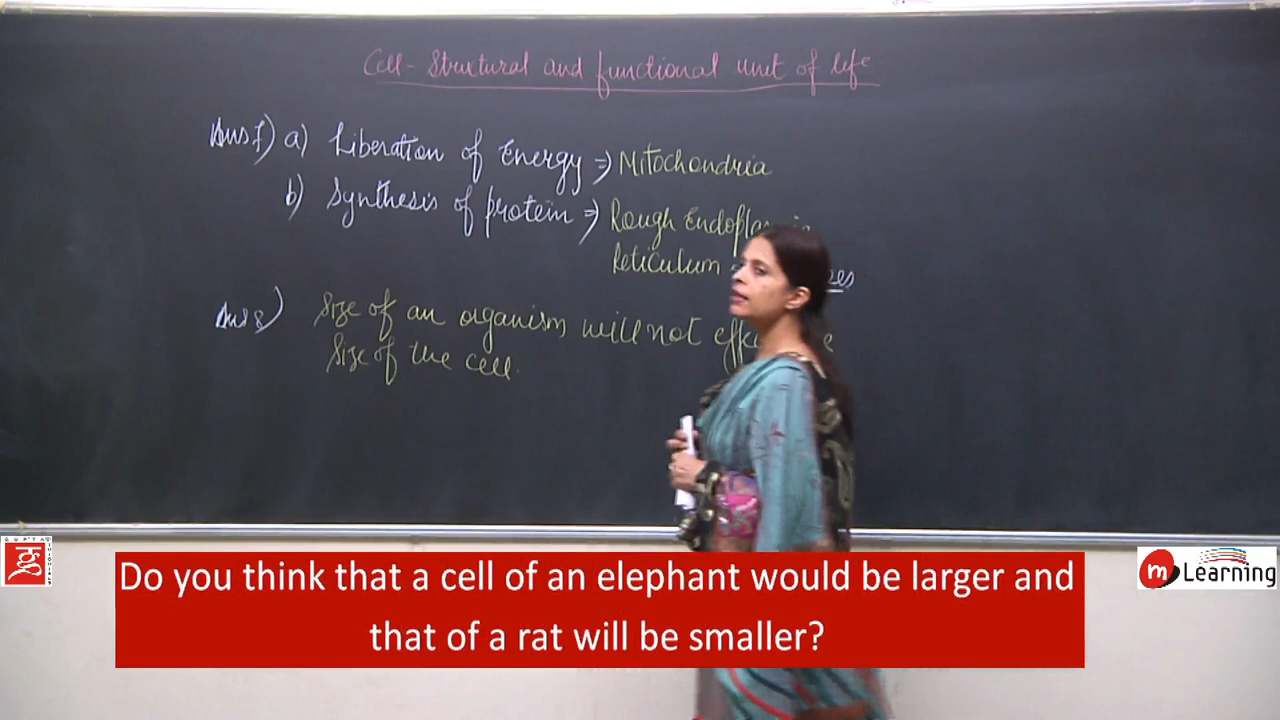 Cell - Structural and functional unit of life
Ans 7) a) Liberation of Energy ⇒ Mitochondria
b) Synthesis of protein ⇒ Rough Endoplasmic
Reticulum
Ans 8) Size of an organism will not effe
Size of the cell.
GUPTA
m Learning
Do you think that a cell of an elephant would be larger and
that of a rat will be smaller?